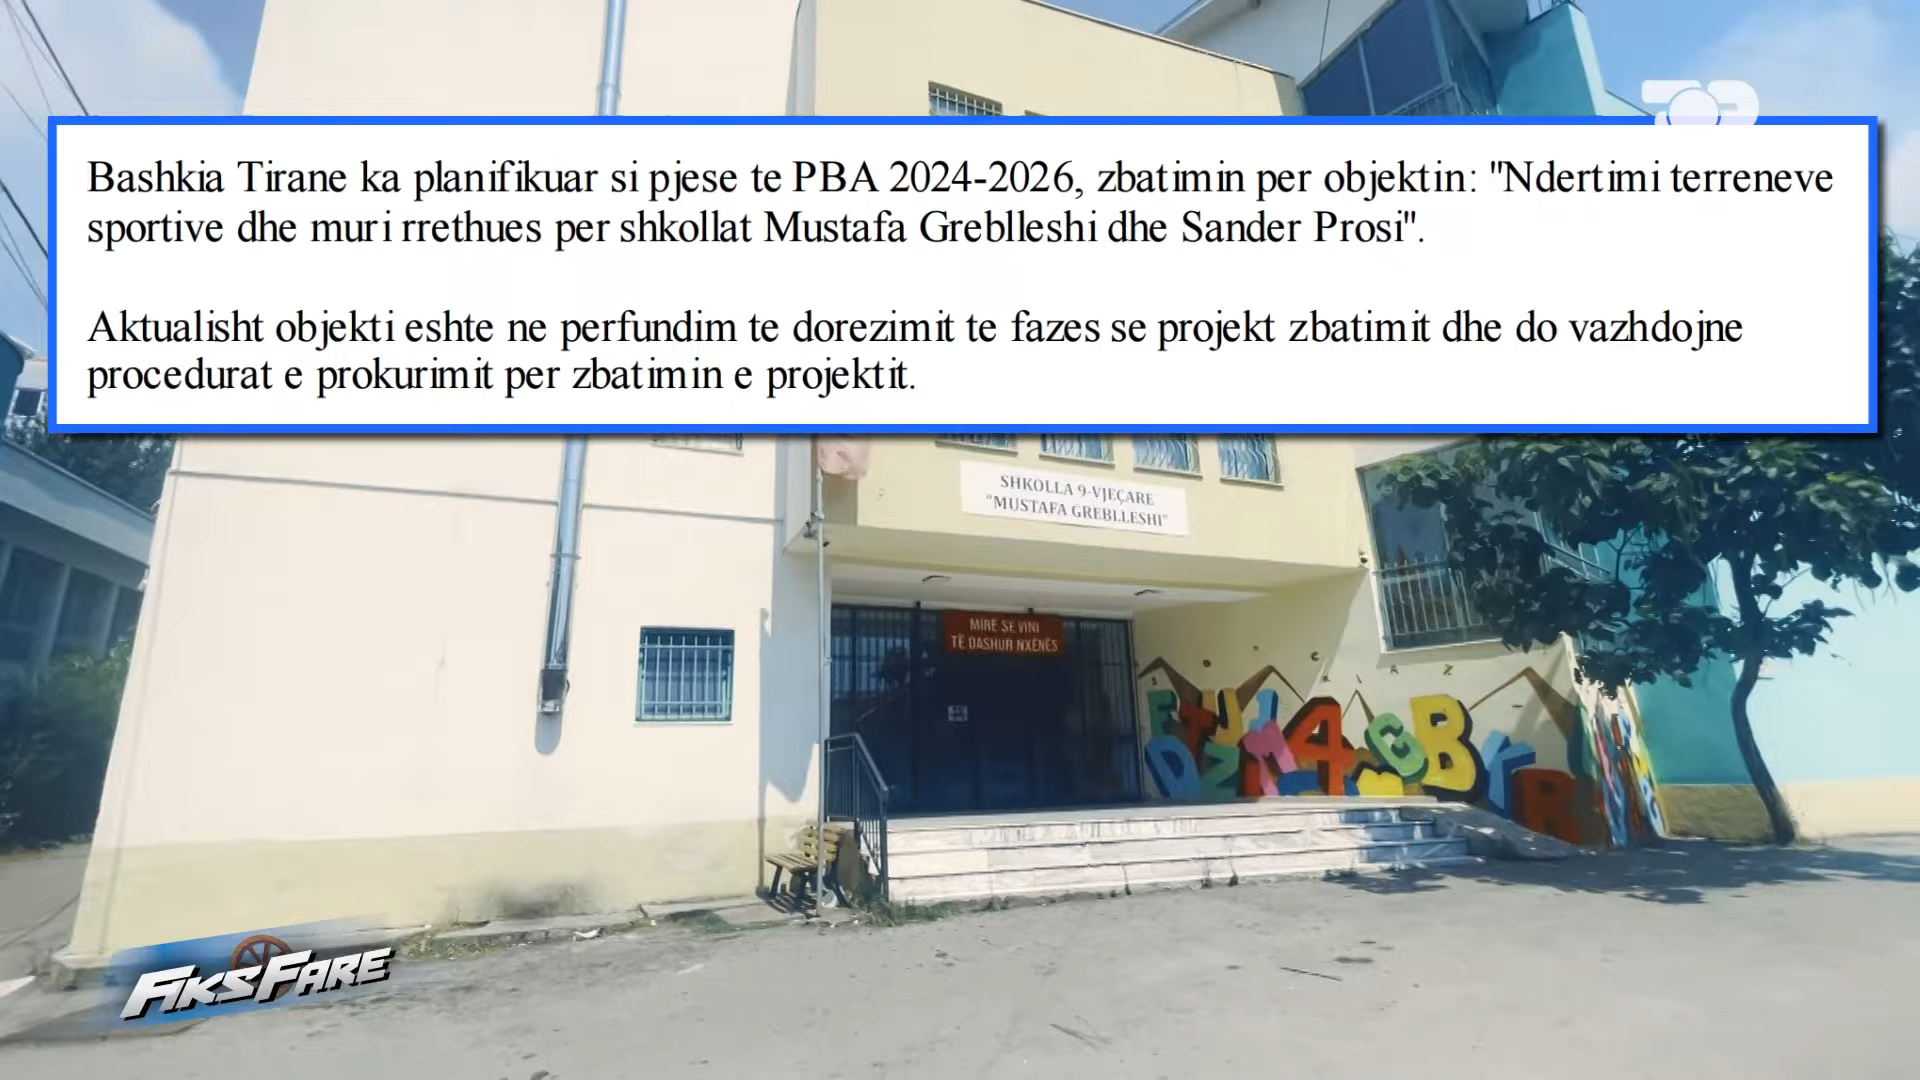 TOP
Bashkia Tirane ka planifikuar si pjese te PBA 2024-2026, zbatimin per objektin: "Ndertimi terreneve
sportive dhe muri rrethues per shkollat Mustafa Greblleshi dhe Sander Prosi".
Aktualisht objekti eshte ne perfundim te dorezimit te fazes se projekt zbatimit dhe do vazhdojne
procedurat e prokurimit per zbatimin e projektit.
SHKOLLA 9-VJEÇARE
"MUSTAFA GREBLLESHI"
MIRË SE VINI
TË DASHUR NXËNËS
FIKS FARE